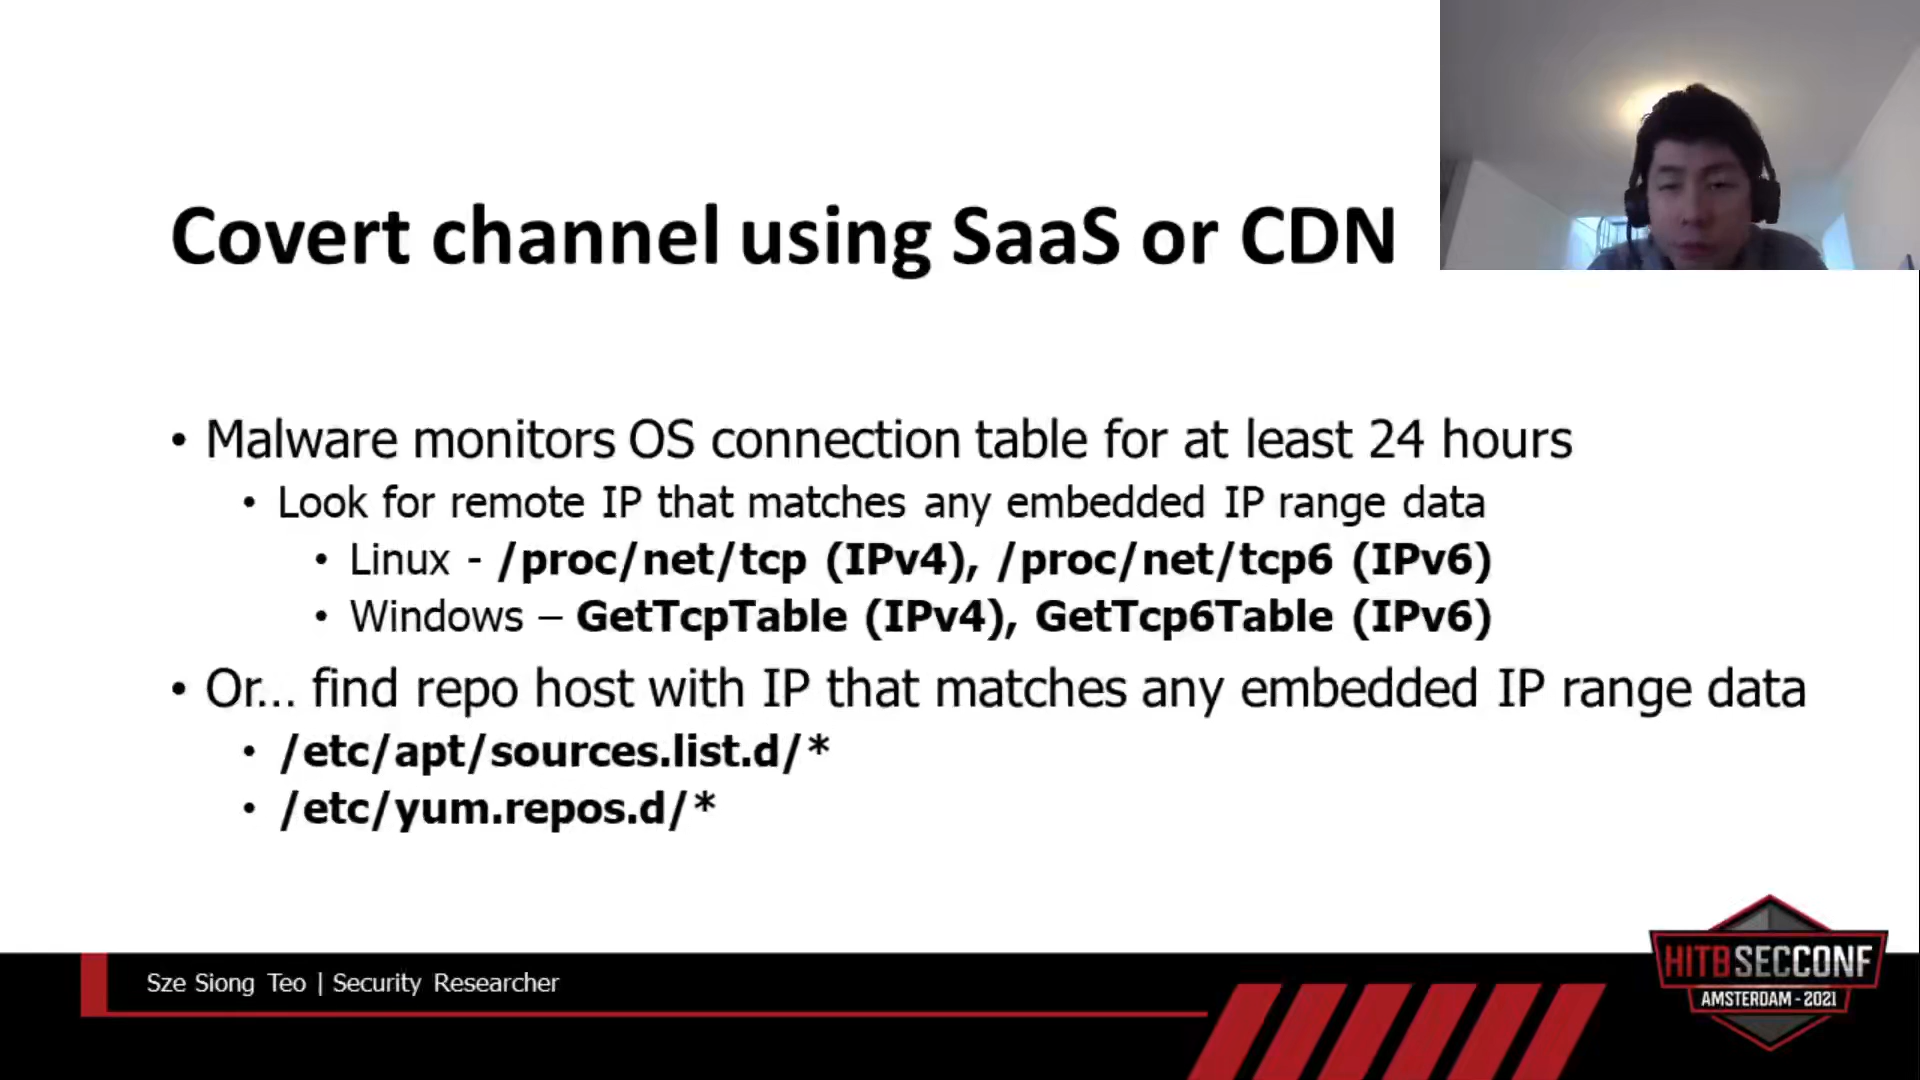 Covert channel using SaaS or CDN
• Malware monitors OS connection table for at least 24 hours
• Look for remote IP that matches any embedded IP range data
• Linux - /proc/net/tcp (IPv4), /proc/net/tcp6 (IPv6)
• Windows – GetTcpTable (IPv4), GetTcp6Table (IPv6)
• Or... find repo host with IP that matches any embedded IP range data
• /etc/apt/sources.list.d/*
• /etc/yum.repos.d/*
Sze Siong Teo | Security Researcher
HITBSECCONF
AMSTERDAM - 2021